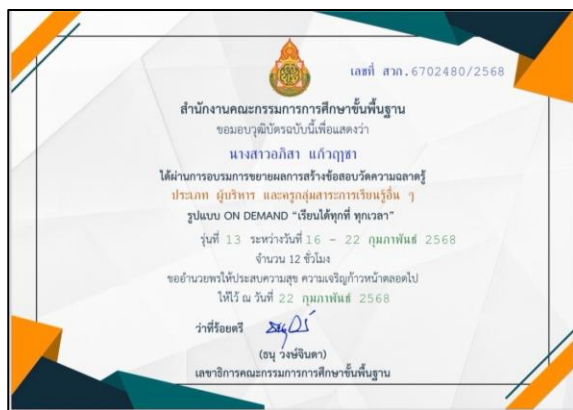 เลขที่ สวก.6702480/2568
สำนักงานคณะกรรมการการศึกษาขั้นพื้นฐาน
ขอมอบวุฒิบัตรฉบับนี้เพื่อแสดงว่า
นางสาวอภิสา แก้วฤชา
ได้ผ่านการอบรมการขยายผลการสร้างข้อสอบวัดความฉลาดรู้
ประเภท ผู้บริหาร และครูกลุ่มสาระการเรียนรู้อื่น ๆ
รูปแบบ ON DEMAND "เรียนได้ทุกที่ ทุกเวลา"
รุ่นที่ 13 ระหว่างวันที่ 16 - 22 กุมภาพันธ์ 2568
จำนวน 12 ชั่วโมง
ขออำนวยพรให้ประสบความสุข ความเจริญก้าวหน้าตลอดไป
ให้ไว้ ณ วันที่ 22 กุมภาพันธ์ 2568
ว่าที่ร้อยตรี
(ธนุ วงษ์จินดา)
เลขาธิการคณะกรรมการการศึกษาขั้นพื้นฐาน